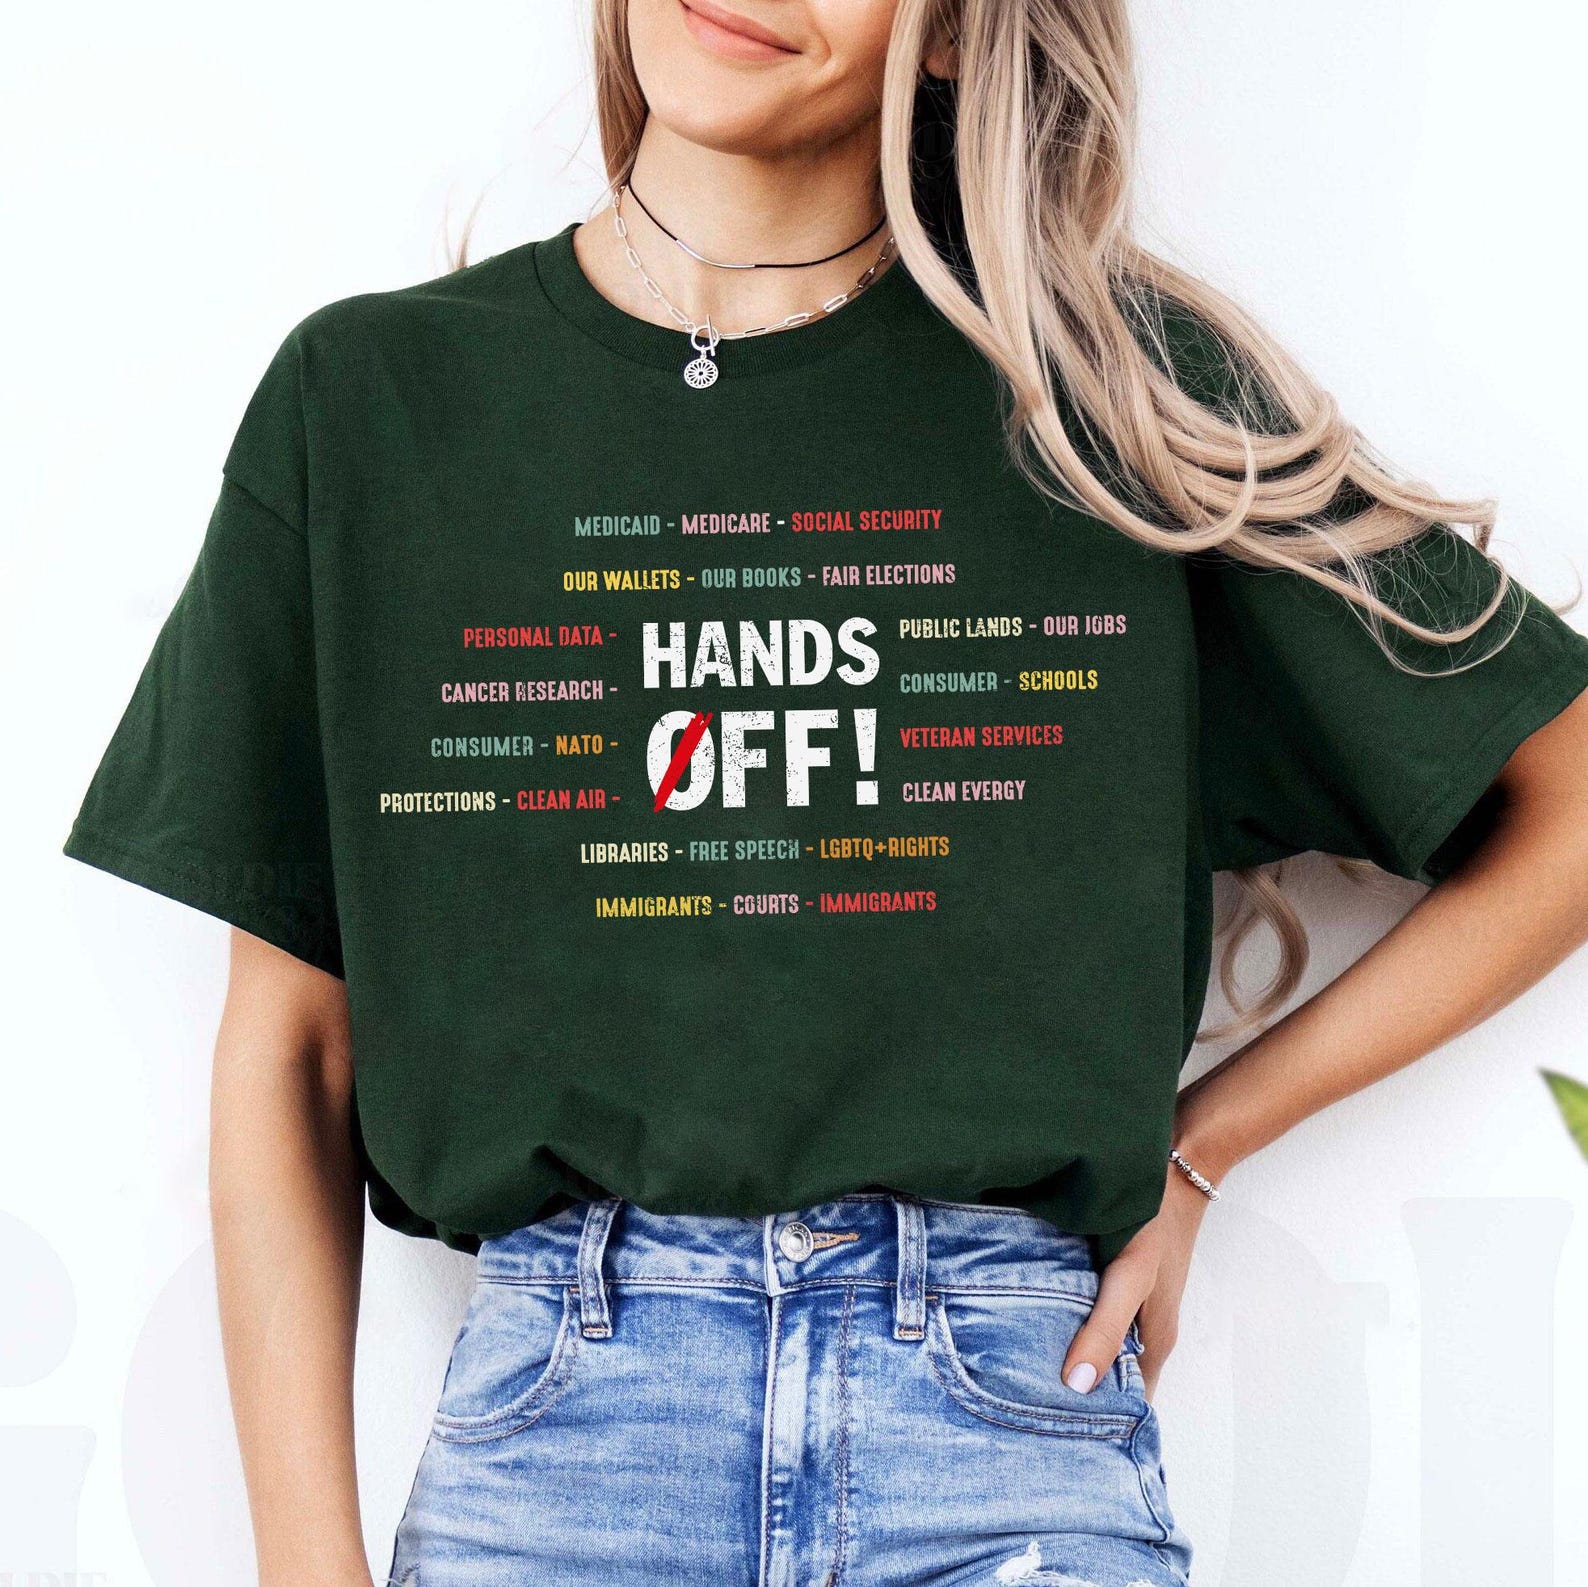 MEDICAID - MEDICARE - SOCIAL SECURITY
OUR WALLETS - OUR BOOKS - FAIR ELECTIONS
PERSONAL DATA -
CANCER RESEARCH -
CONSUMER - NATO -
PROTECTIONS - CLEAN AIR -
HANDS
OFF!
PUBLIC LANDS - OUR JOBS
CONSUMER - SCHOOLS
VETERAN SERVICES
CLEAN EVERGY
LIBRARIES - FREE SPEECH - LGBTQ+RIGHTS
IMMIGRANTS - COURTS - IMMIGRANTS